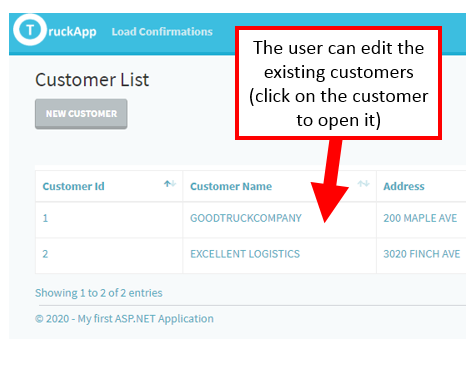 TruckApp Load Confirmations
The user can edit the
existing customers
(click on the customer
to open it)
Customer List
NEW CUSTOMER
Customer Id Customer Name Address
1 GOODTRUCKCOMPANY 200 MAPLE AVE
2 EXCELLENT LOGISTICS 3020 FINCH AVE
Showing 1 to 2 of 2 entries
© 2020 - My first ASP.NET Application